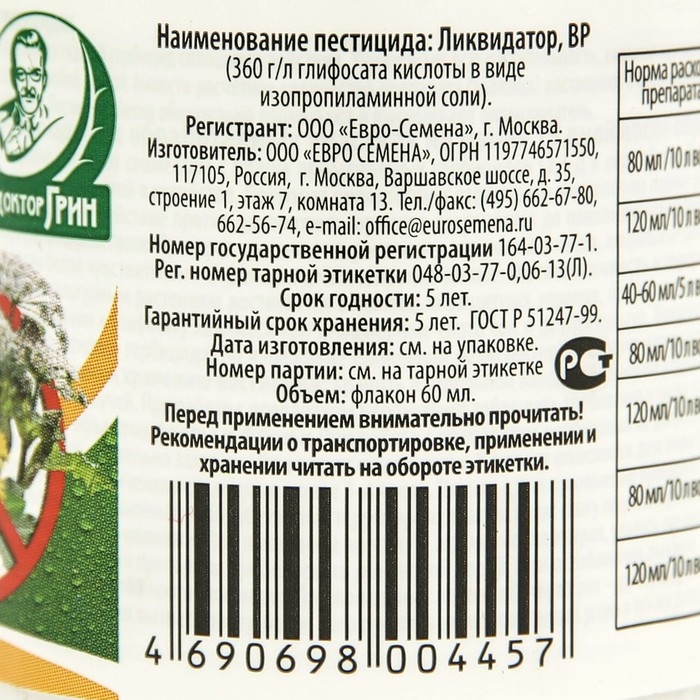 ДОКТОР ГРИН
Наименование пестицида: Ликвидатор, ВР
(360 г/л глифосата кислоты в виде
изопропиламинной соли).
Регистрант: ООО «Евро-Семена», г. Москва.
Изготовитель: ООО «ЕВРО СЕМЕНА», ОГРН 1197746571550,
117105, Россия, г. Москва, Варшавское шоссе, д. 35,
строение 1, этаж 7, комната 13. Тел./факс: (495) 662-67-80,
662-56-74, e-mail: office@eurosemena.ru
Номер государственной регистрации 164-03-77-1.
Рег. номер тарной этикетки 048-03-77-0,06-13(Л).
Срок годности: 5 лет.
Гарантийный срок хранения: 5 лет. ГОСТ Р 51247-99.
Дата изготовления: см. на упаковке.
Номер партии: см. на тарной этикетке
Объем: флакон 60 мл.
Перед применением внимательно прочитать!
Рекомендации о транспортировке, применении и
хранении читать на обороте этикетки.
РСТ
4 690698 004457
Норма
препарата
80 мл/10 л
120 мл/10 л
40-60 мл/5 л
80 мл/10 л
120 мл/10 л
80 мл/10 л
120 мл/10 л